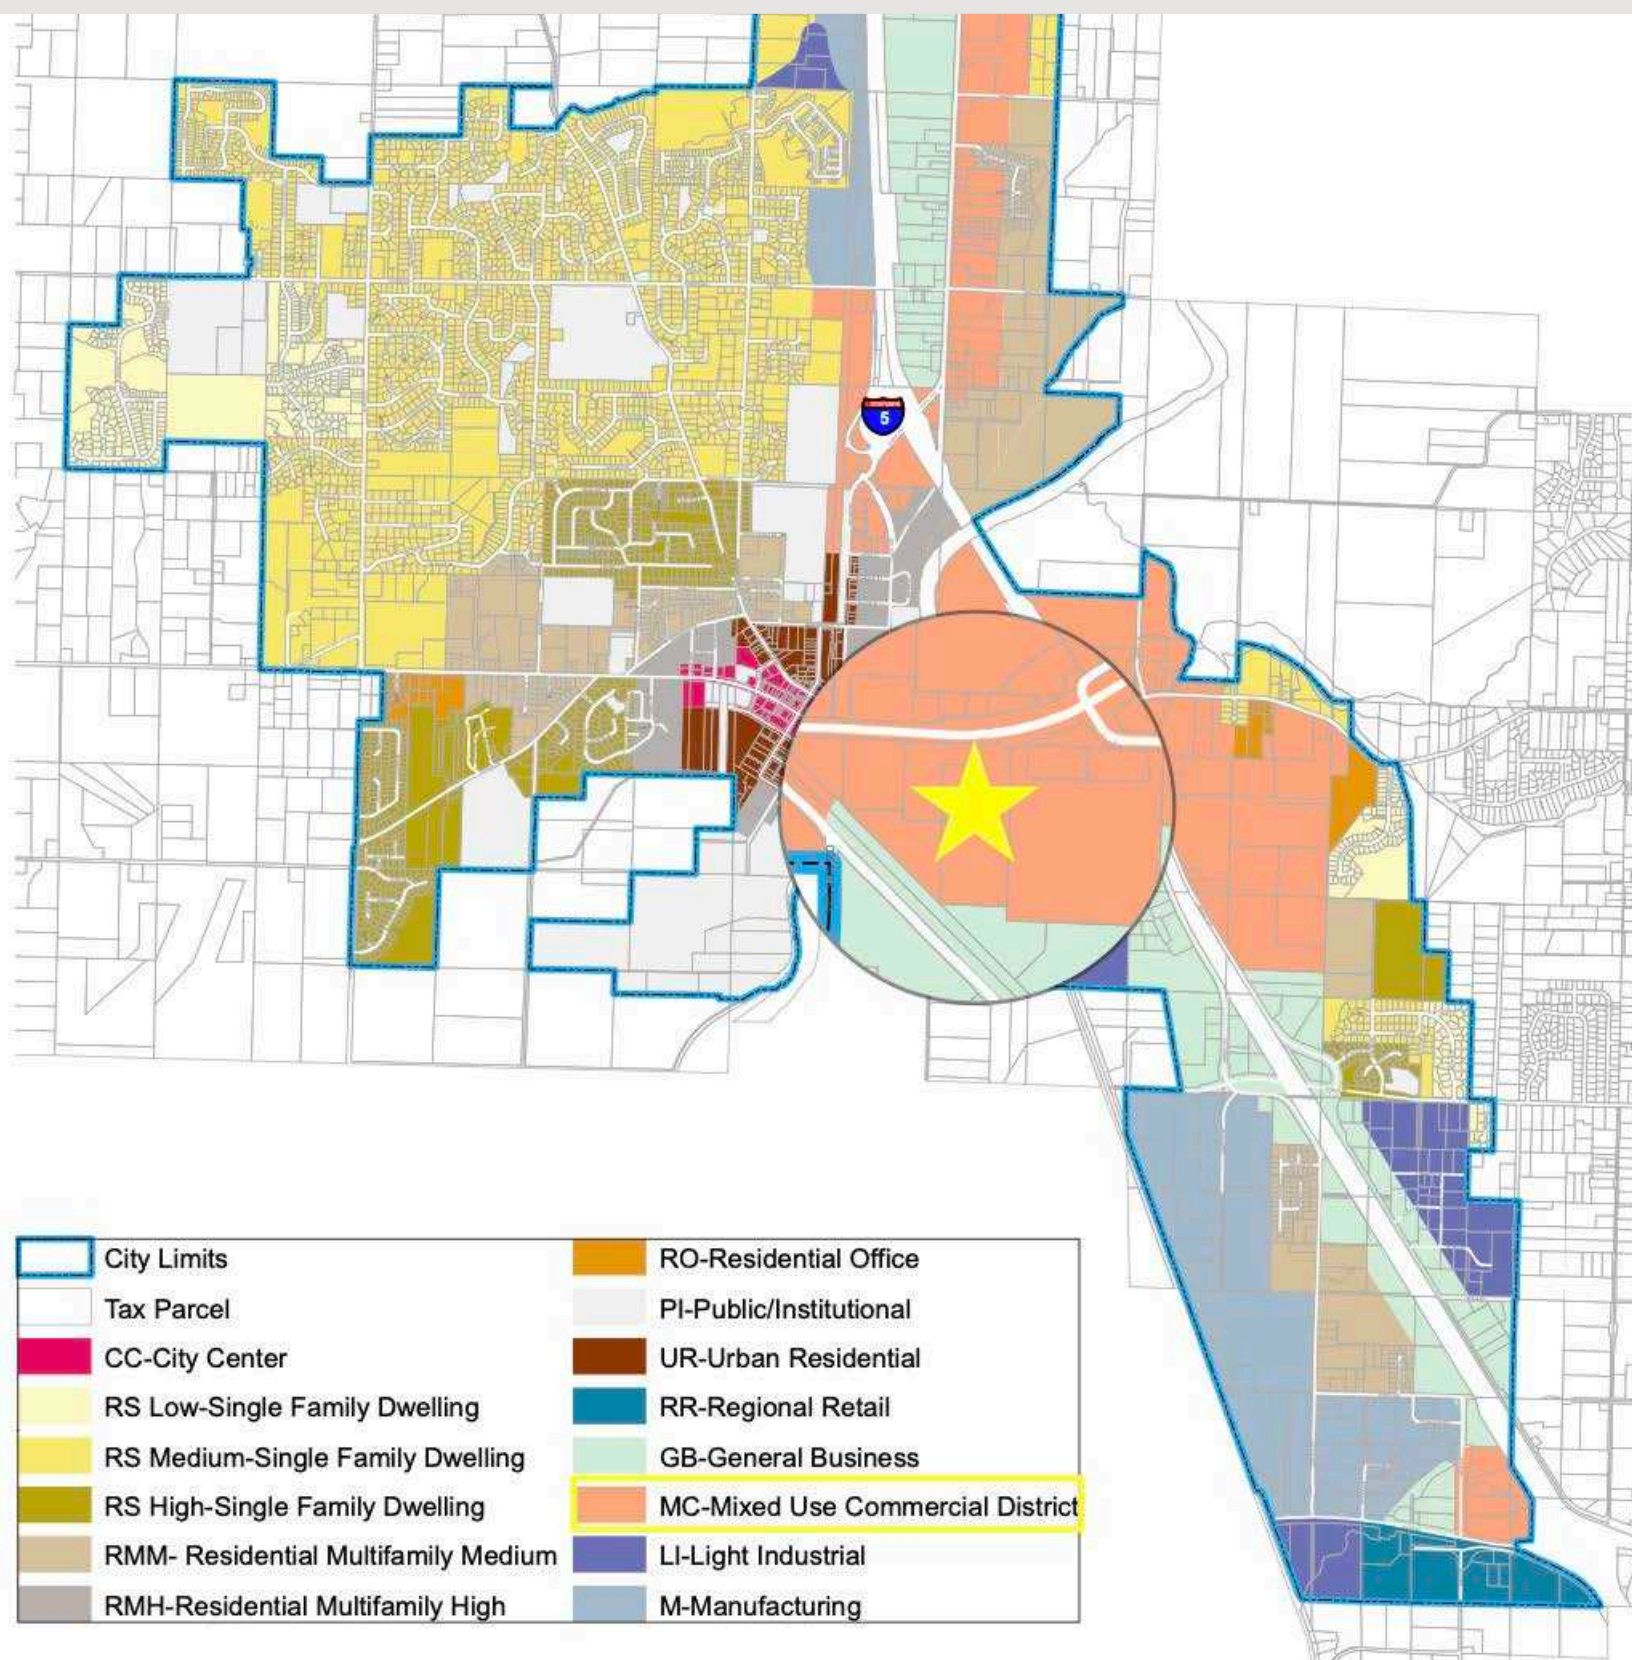 5
City Limits
Tax Parcel
CC-City Center
RS Low-Single Family Dwelling
RS Medium-Single Family Dwelling
RS High-Single Family Dwelling
RMM- Residential Multifamily Medium
RMH-Residential Multifamily High
RO-Residential Office
PI-Public/Institutional
UR-Urban Residential
RR-Regional Retail
GB-General Business
MC-Mixed Use Commercial District
LI-Light Industrial
M-Manufacturing